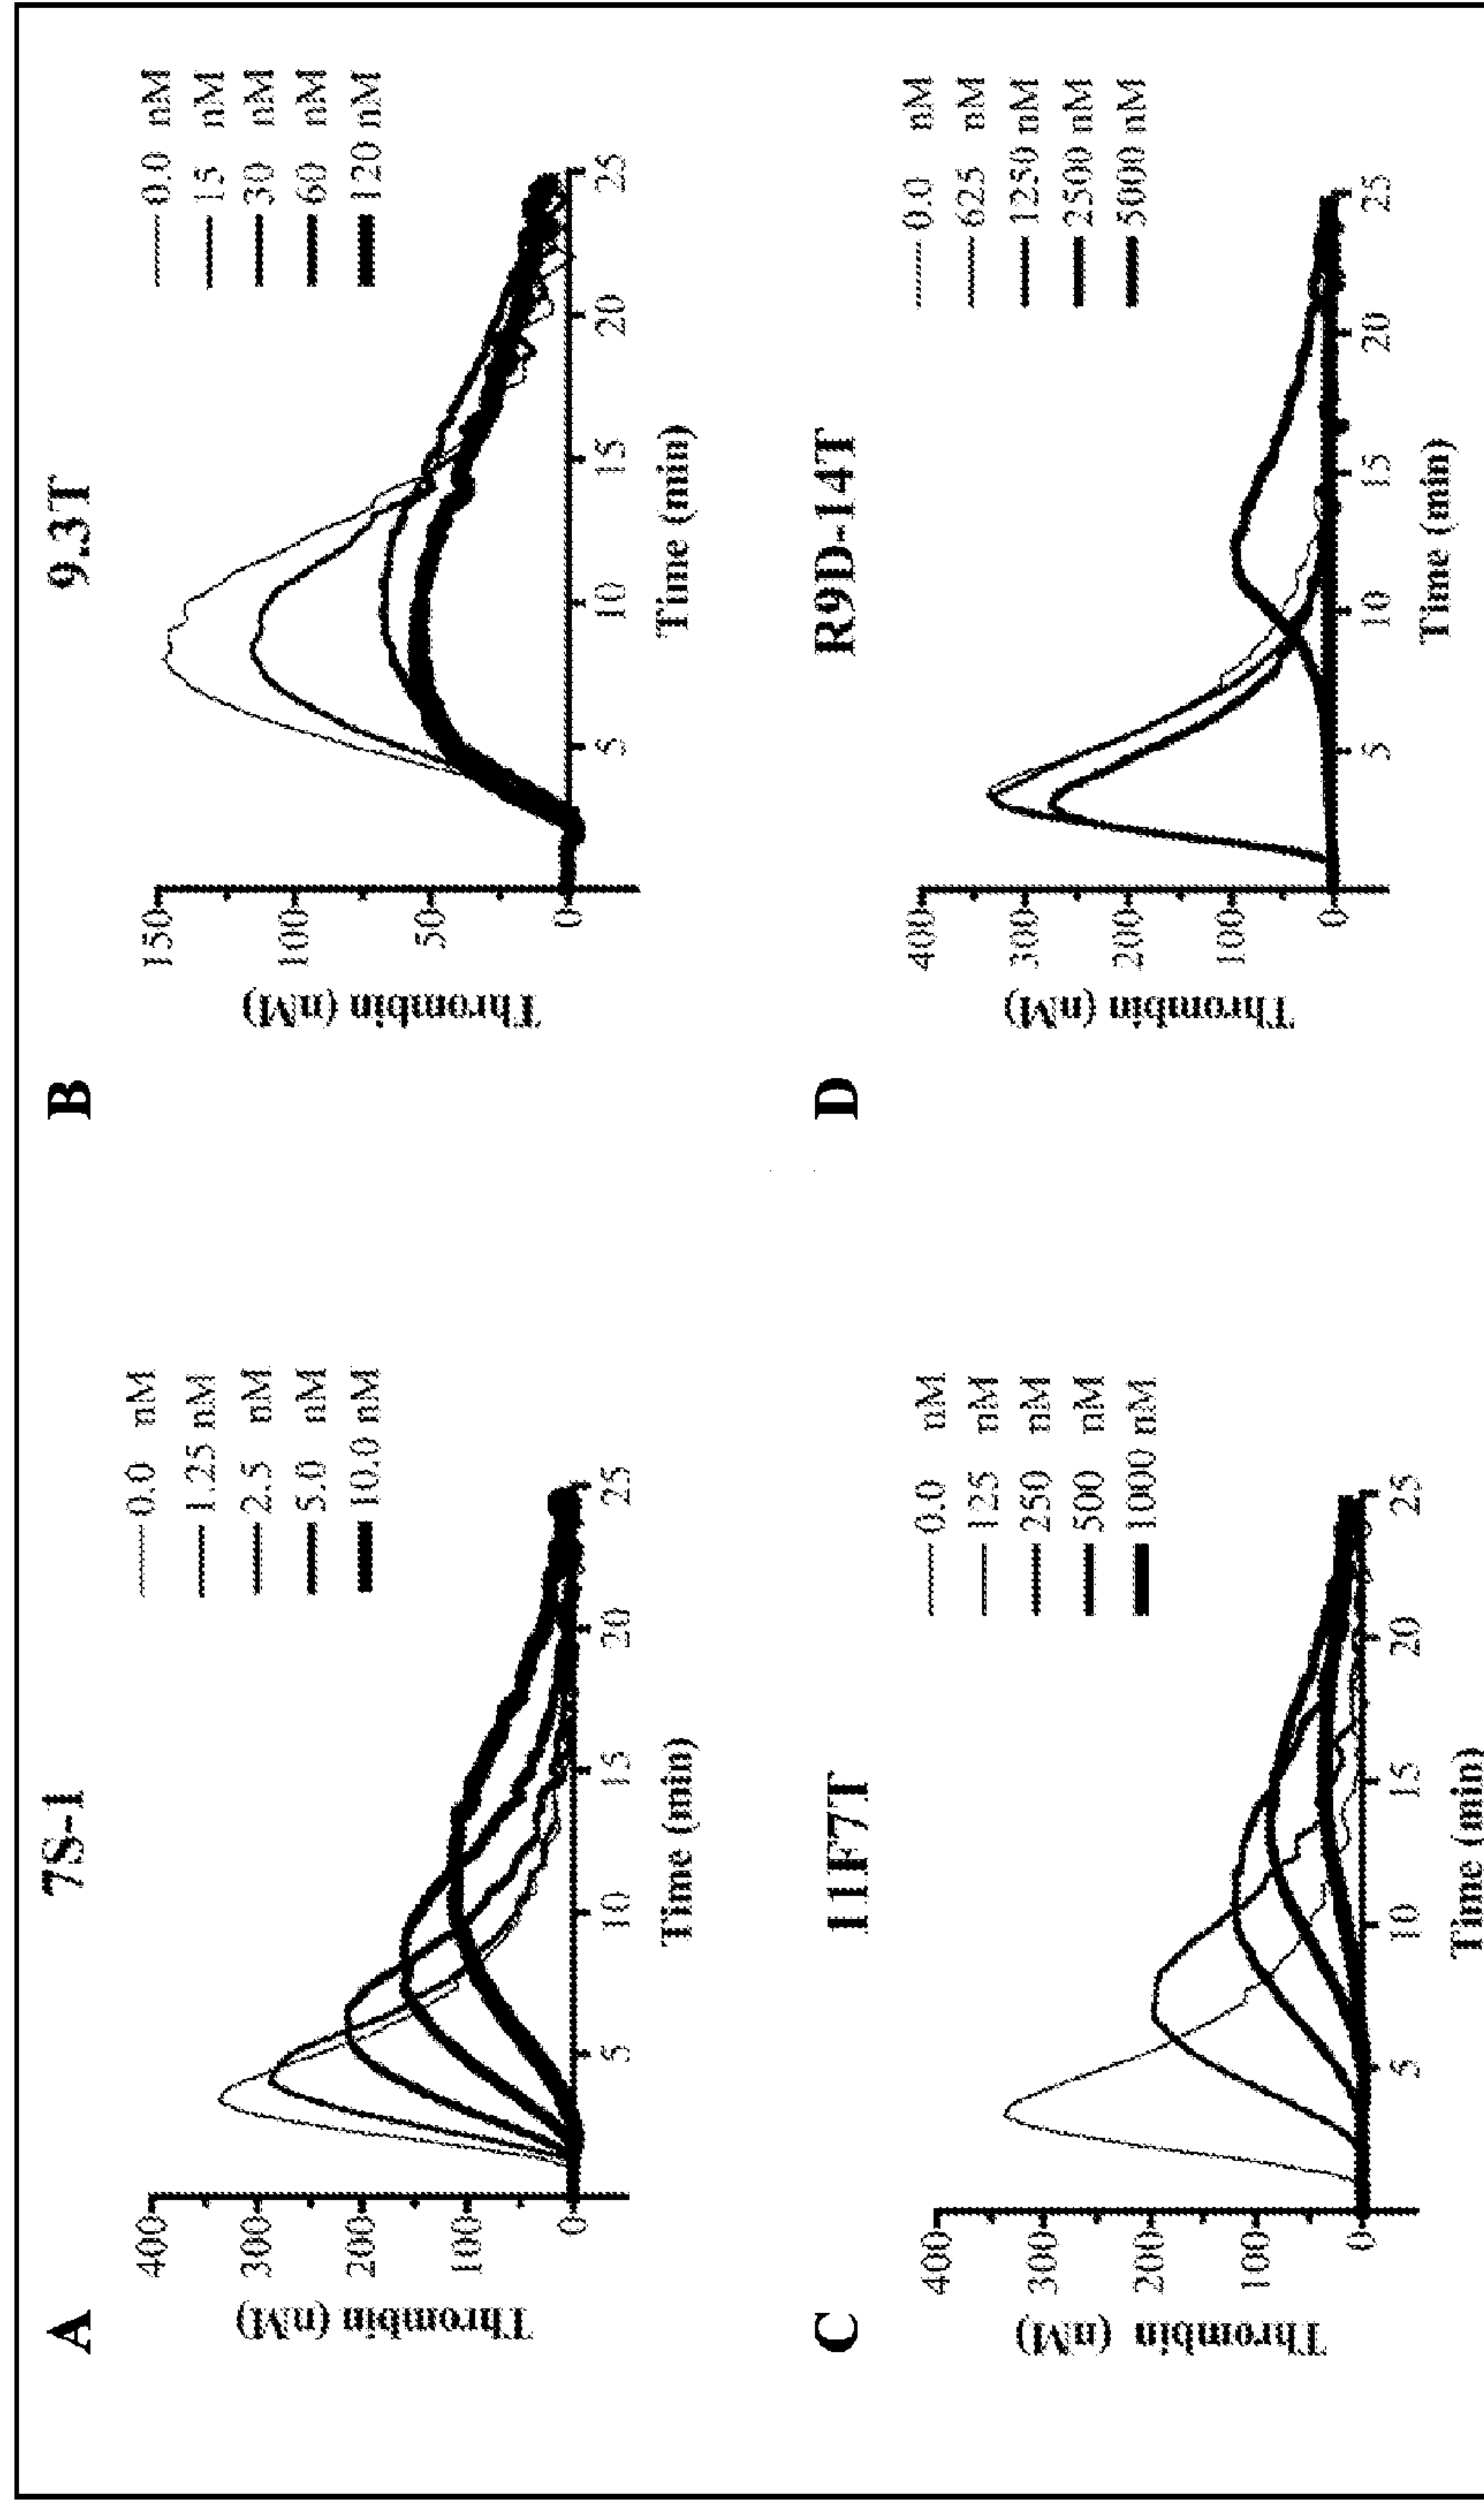 A
7S-1
0.0 nM
1.25 nM
2.5 nM
5.0 nM
10.0 nM
Thrombin (nM)
400
300
200
100
0
5
10
15
20
25
Time (min)
B
9.3T
0.0 nM
15 nM
30 nM
60 nM
120 nM
Thrombin (nM)
150
100
50
0
5
10
15
20
25
Time (min)
C
11F7T
0.0 nM
125 nM
250 nM
500 nM
1000 nM
Thrombin (nM)
400
300
200
100
0
5
10
15
20
25
Time (min)
D
R9D-14T
0.0 nM
625 nM
1250 nM
2500 nM
5000 nM
Thrombin (nM)
400
300
200
100
0
5
10
15
20
25
Time (min)